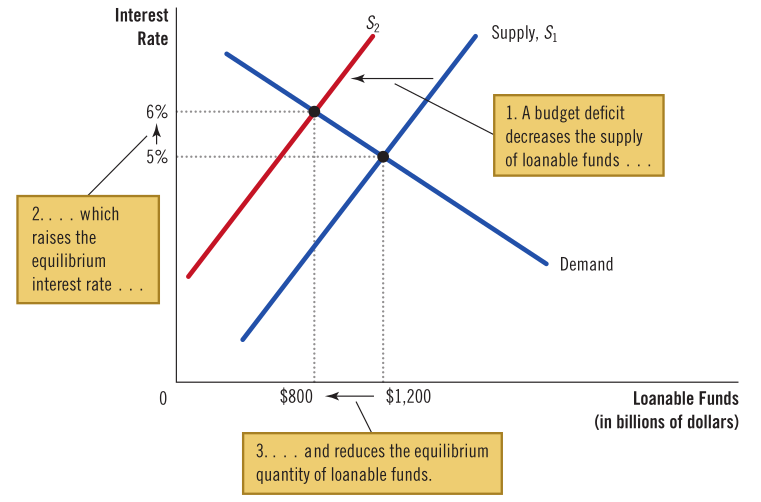 Interest
Rate
S2
Supply, S1
6%
5%
1. A budget deficit
decreases the supply
of loanable funds . . .
2. . . . which
raises the
equilibrium
interest rate . . .
Demand
0
$800
$1,200
Loanable Funds
(in billions of dollars)
3. . . . and reduces the equilibrium
quantity of loanable funds.